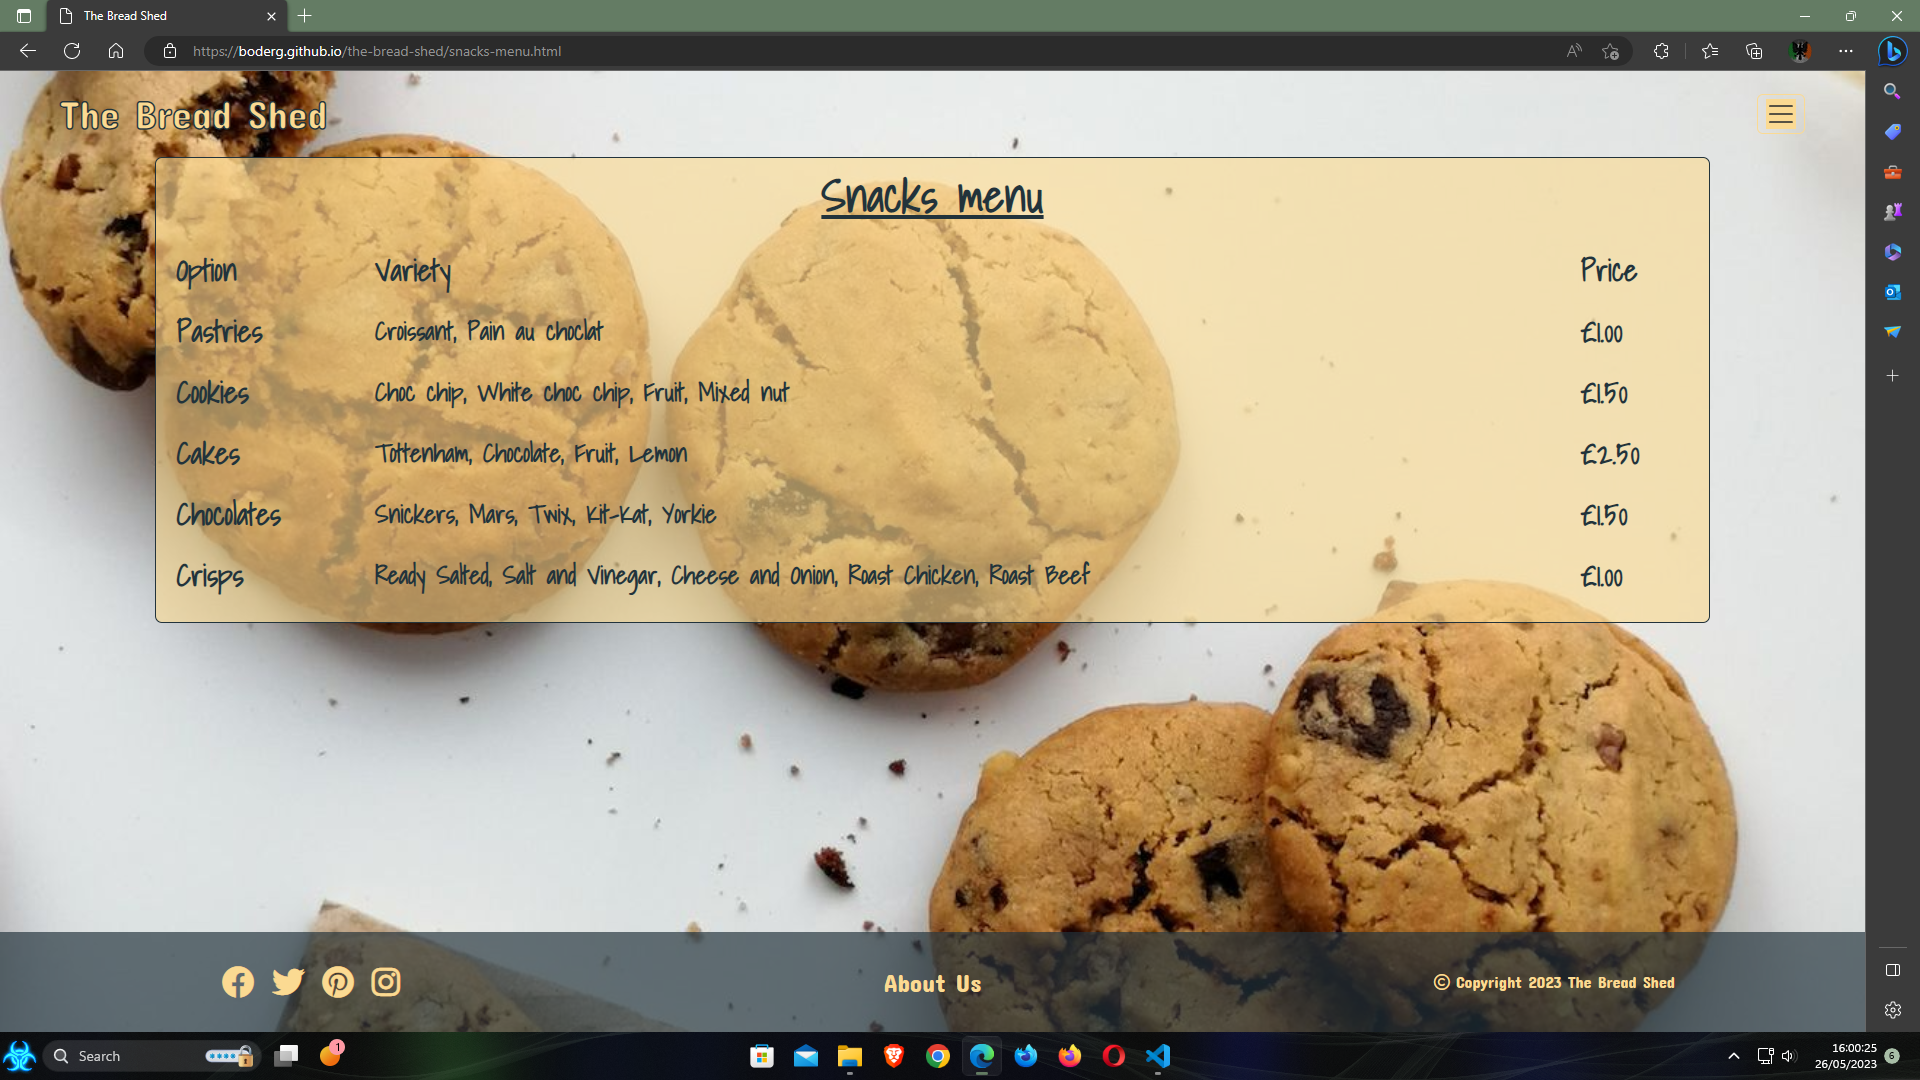 The Bread Shed
https://boderg.github.io/the-bread-shed/snacks-menu.html
The Bread Shed
Snacks menu
Option Variety Price
Pastries Croissant, Pain au choclat £1.00
Cookies Choc chip, White choc chip, Fruit, Mixed nut £1.50
Cakes Tottenham, Chocolate, Fruit, Lemon £2.50
Chocolates Snickers, Mars, Twix, Kit-Kat, Yorkie £1.50
Crisps Ready Salted, Salt and Vinegar, Cheese and Onion, Roast Chicken, Roast Beef £1.00
About Us
© Copyright 2023 The Bread Shed
Search
1
16:00:25
26/05/2023
6